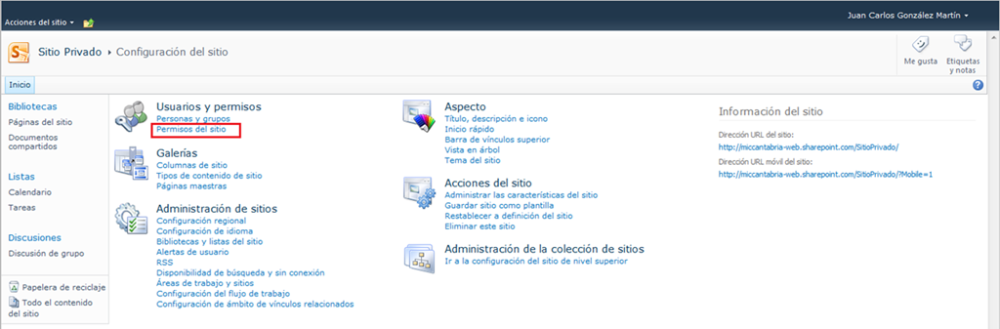 Juan Carlos González Martín
Acciones del sitio
Sitio Privado ▸ Configuración del sitio
Me gusta
Etiquetas
y notas
Inicio
Bibliotecas
Páginas del sitio
Documentos
compartidos
Listas
Calendario
Tareas
Discusiones
Discusión de grupo
Papelera de reciclaje
Todo el contenido
del sitio
Usuarios y permisos
Personas y grupos
Permisos del sitio
Galerías
Columnas de sitio
Tipos de contenido de sitio
Páginas maestras
Administración de sitios
Configuración regional
Configuración de idioma
Bibliotecas y listas del sitio
Alertas de usuario
RSS
Disponibilidad de búsqueda y sin conexión
Áreas de trabajo y sitios
Configuración del flujo de trabajo
Configuración de ámbito de vínculos relacionados
Aspecto
Título, descripción e icono
Inicio rápido
Barra de vínculos superior
Vista en árbol
Tema del sitio
Acciones del sitio
Administrar las características del sitio
Guardar sitio como plantilla
Restablecer a definición del sitio
Eliminar este sitio
Administración de la colección de sitios
Ir a la configuración del sitio de nivel superior
Información del sitio
Dirección URL del sitio:
http://miccantabria-web.sharepoint.com/SitioPrivado/
Dirección URL móvil del sitio:
http://miccantabria-web.sharepoint.com/SitioPrivado/?Mobile=1